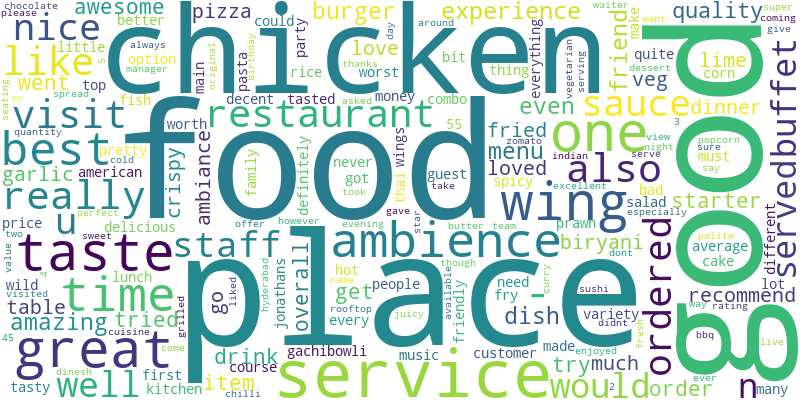 chocolate
please
awesome
pizza
burger
experience
quality
super
coming
give
waiter
want
make
around
day
nice
better
could
party
love
friend
quite
like
always
option
manager
little
main
original
birthday
pasta
bit
worst
thing
everything
vegetarian
serving
veg
lime
corn
chicken
seating
mr
5
went
top
spread
fish
decent
rice
tasted
thanks
asked
money
combo
even
sauce
dinner
visit
quantity
worth
restaurant
55
fried
zomato
menu
3
view
night
popcorn
sure
must
say
best
pretty
cold
crispy
ambiance
food
never
got
thai
wings
guest
take
one
indian
serve
garlic
american
family
took
definitely
loved
spicy
also
excellent
bad
salad
especially
starter
good
served
buffet
really
u
wing
price
two
perfect
delicious
offer
however
evening
gave
star
butter
team
prawn
biryani
dont
polite
average
cake
different
taste
sweet
staff
overall
ambience
though
value
wild
4
visited
table
lunch
time
hot
name
people
available
friendly
need
fry
curry
sushi
variety
didnt
ordered
way
rating
recommend
lot
amazing
tried
cuisine
grilled
go
liked
hyderabad
jonathans
get
rooftop
every
juicy
dish
fresh
bbq
live
45
great
come
place
gachibowli
music
customer
made
enjoyed
try
much
ever
dinesh
well
first
drink
course
item
service
would
2
order
n
many
tasty
kitchen
chilli